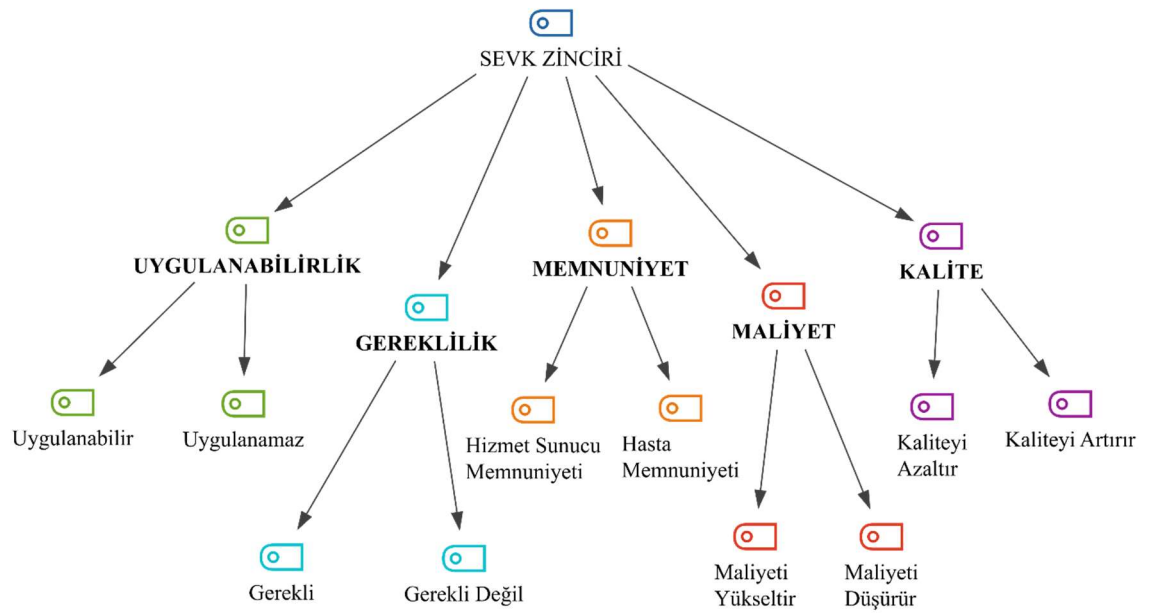 SEVK ZİNCİRİ
UYGULANABİLİRLİK
MEMNUNİYET
KALİTE
GEREKLİLİK
MALİYET
Uygulanabilir
Uygulanamaz
Hizmet Sunucu
Memnuniyeti
Hasta
Memnuniyeti
Kaliteyi
Azaltır
Kaliteyi Artırır
Gerekli
Gerekli Değil
Maliyeti
Yükseltir
Maliyeti
Düşürür